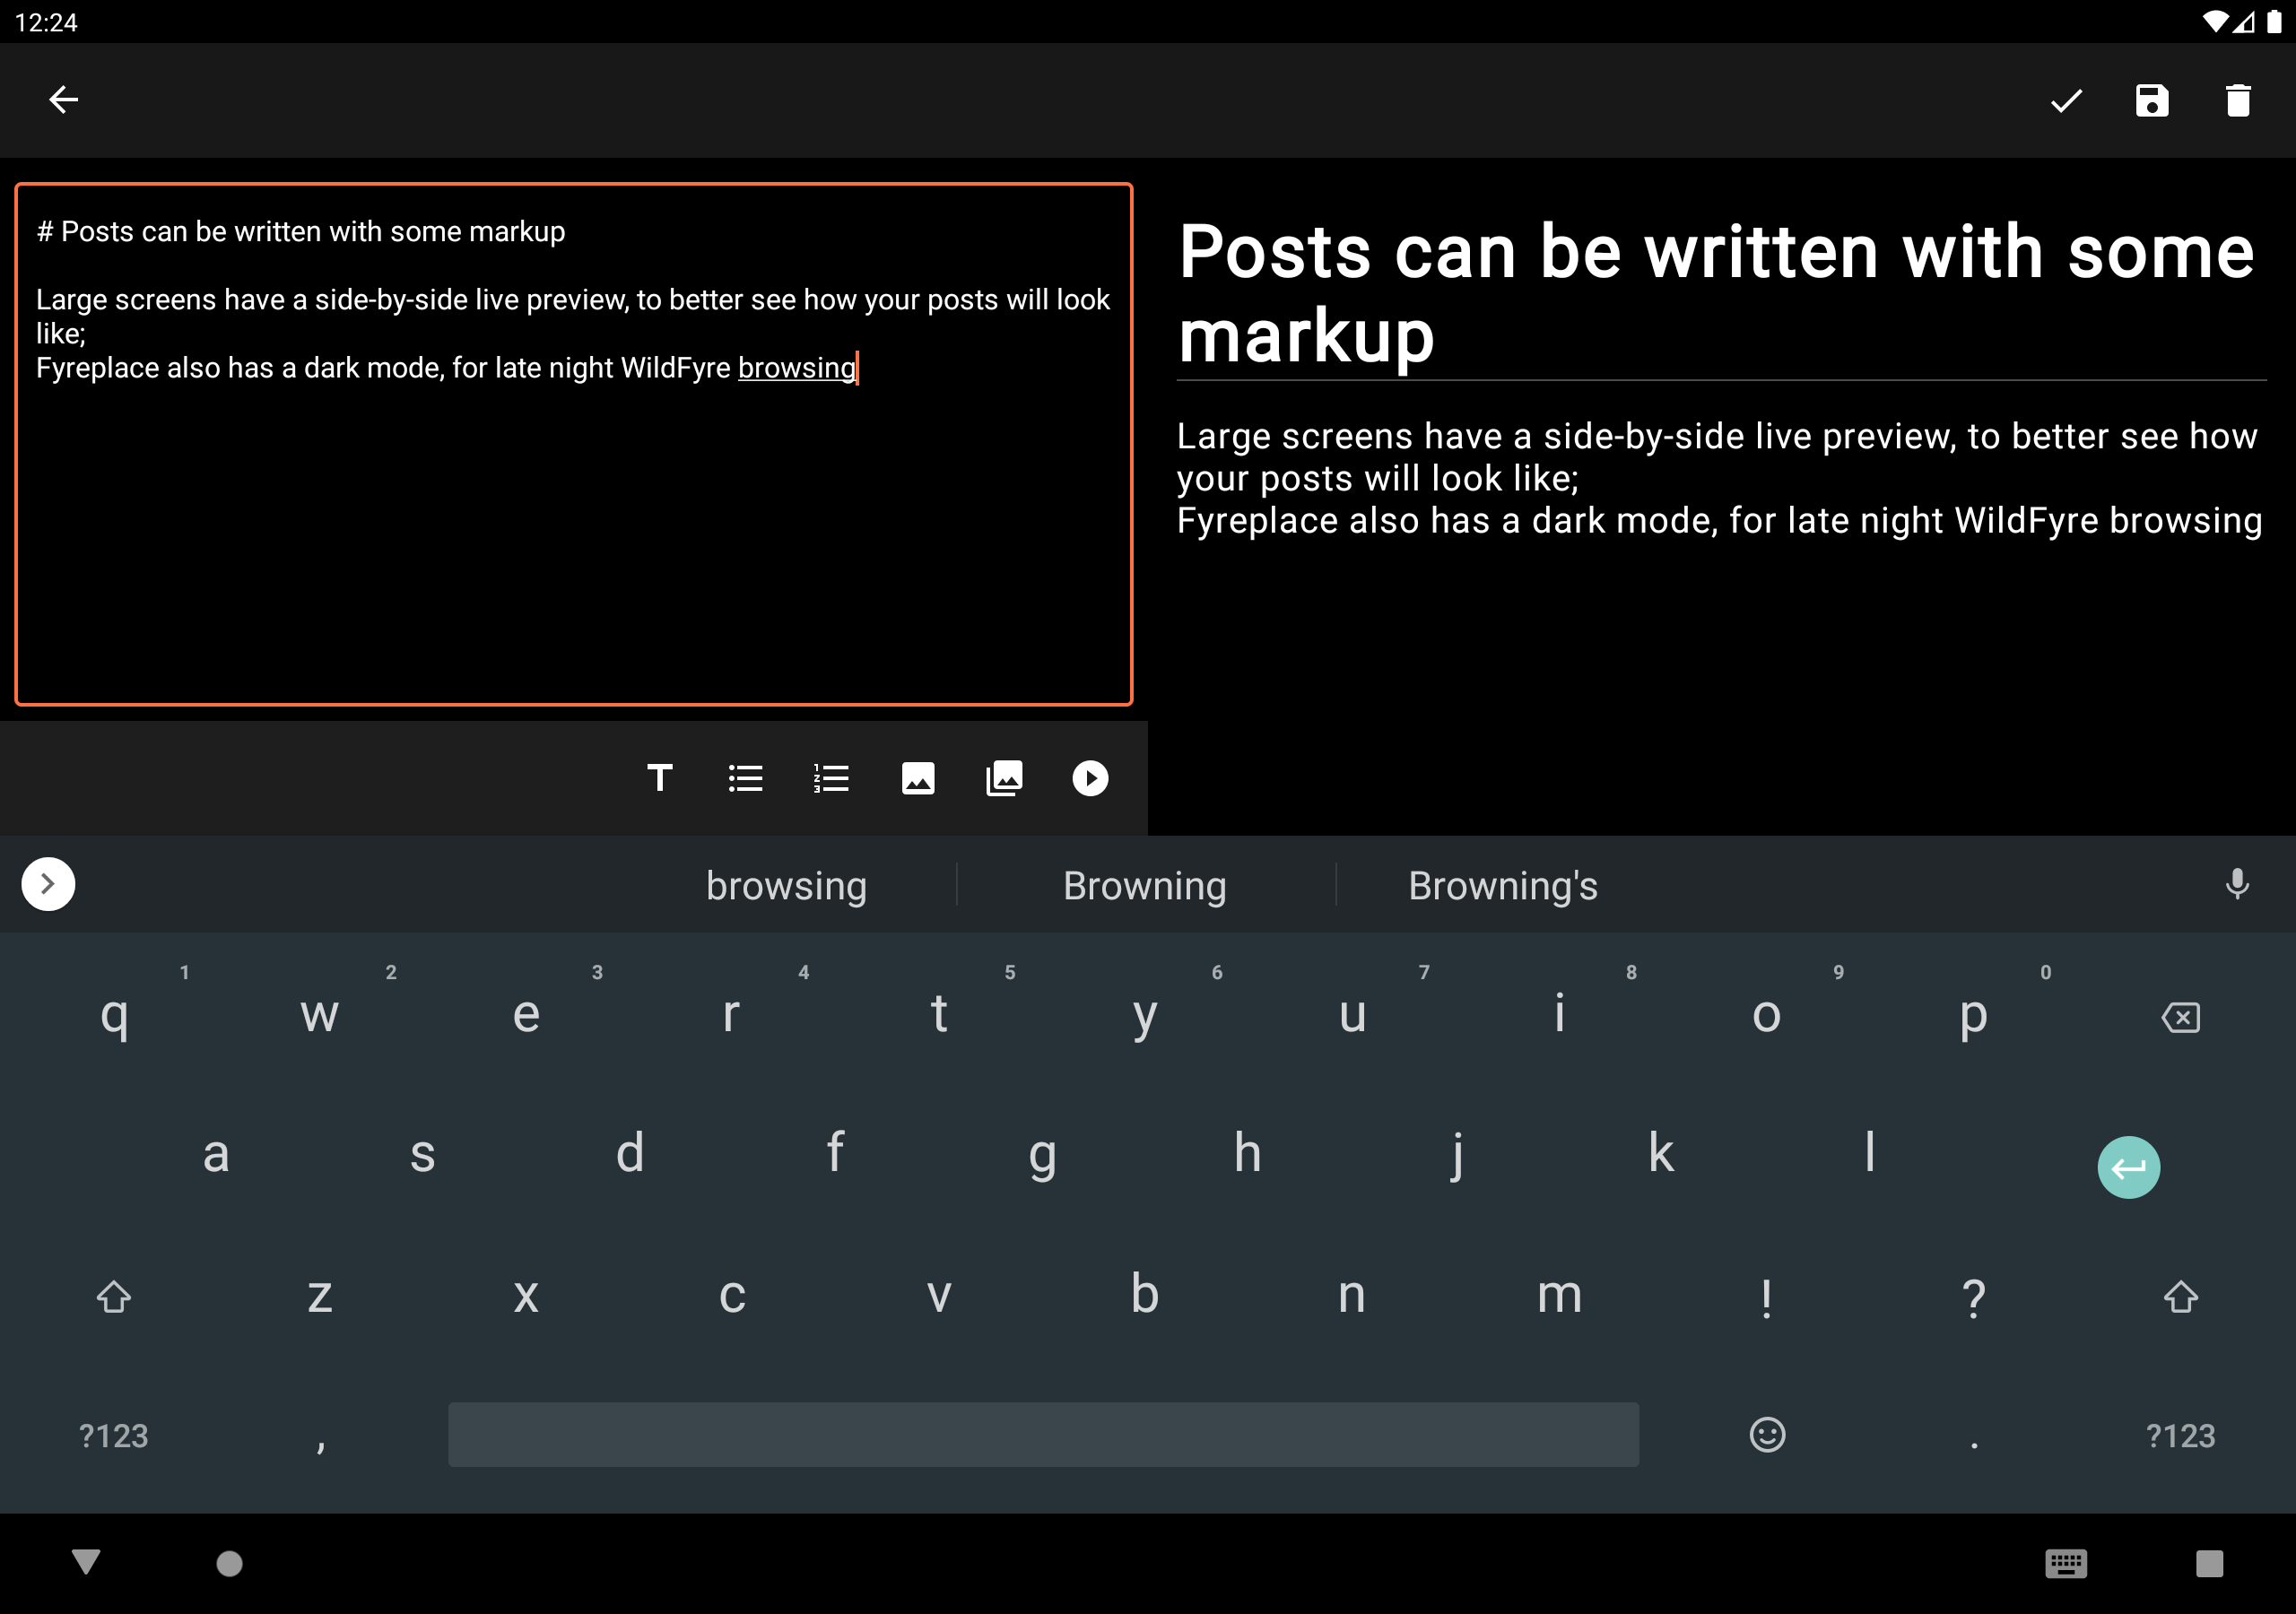 12:24
# Posts can be written with some markup
Large screens have a side-by-side live preview, to better see how your posts will look
like;
Fyreplace also has a dark mode, for late night WildFyre browsing
Posts can be written with some
markup
Large screens have a side-by-side live preview, to better see how
your posts will look like;
Fyreplace also has a dark mode, for late night WildFyre browsing
browsing Browning Browning's
1 2 3 4 5 6 7 8 9 0
q w e r t y u i o p
a s d f g h j k l
z x c v b n m ! ?
?123 , . ?123